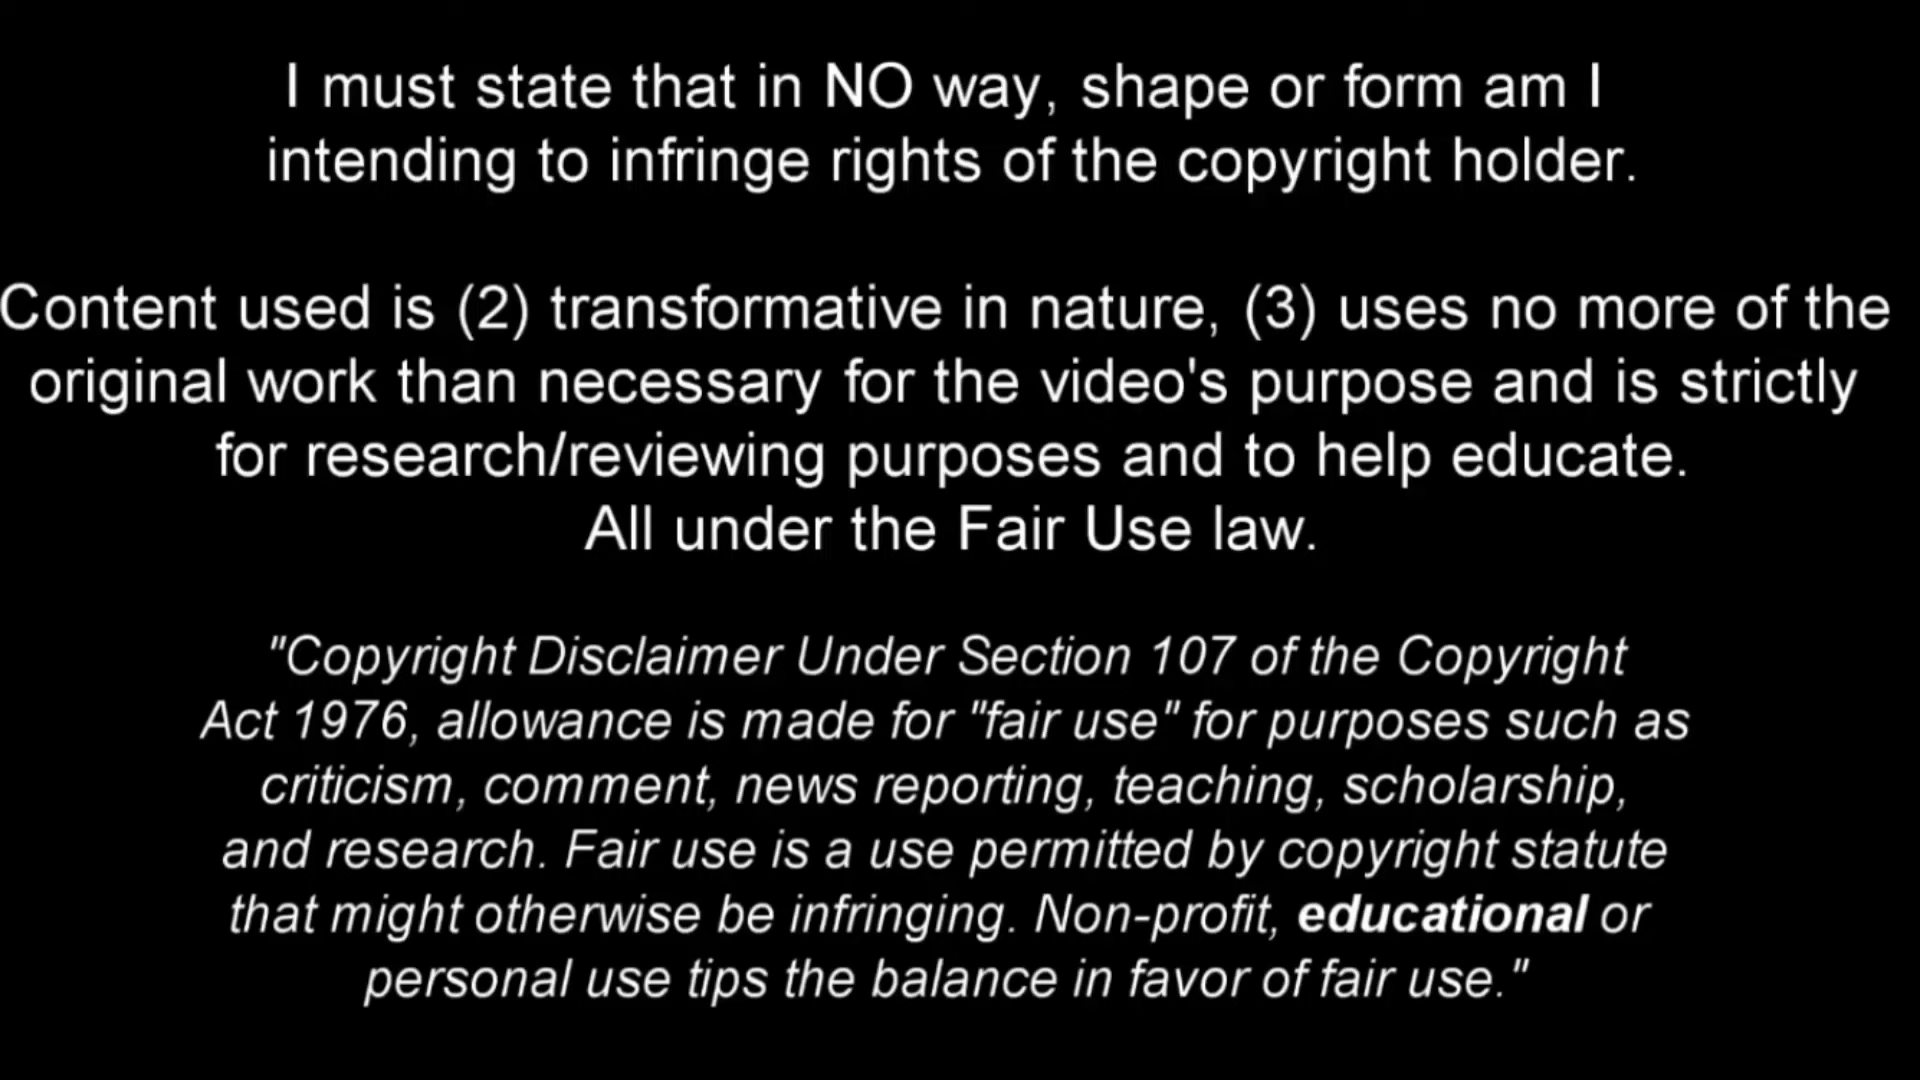 I must state that in NO way, shape or form am I
intending to infringe rights of the copyright holder.
Content used is (2) transformative in nature, (3) uses no more of the
original work than necessary for the video's purpose and is strictly
for research/reviewing purposes and to help educate.
All under the Fair Use law.
"Copyright Disclaimer Under Section 107 of the Copyright
Act 1976, allowance is made for "fair use" for purposes such as
criticism, comment, news reporting, teaching, scholarship,
and research. Fair use is a use permitted by copyright statute
that might otherwise be infringing. Non-profit, educational or
personal use tips the balance in favor of fair use."